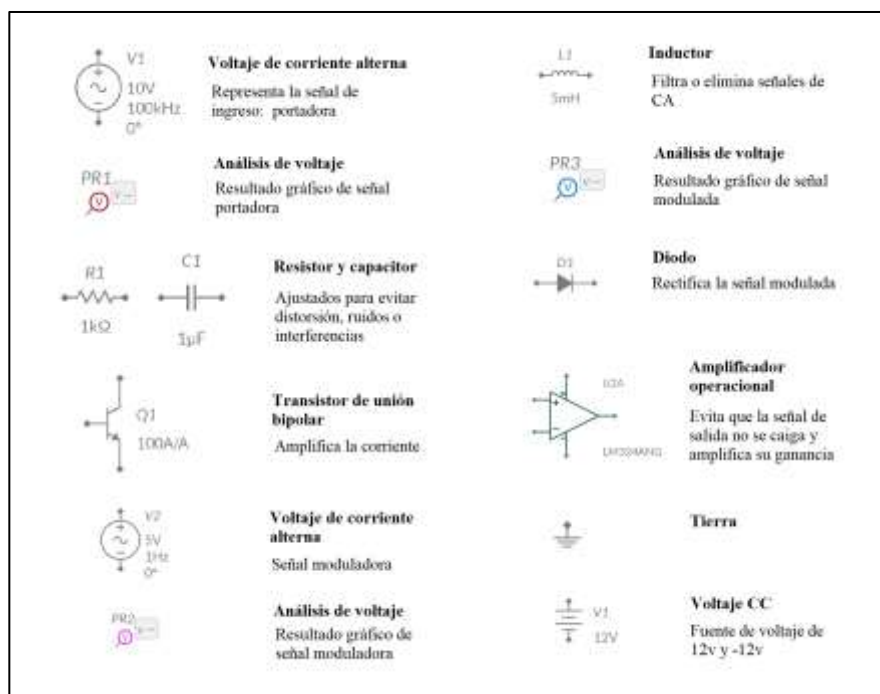 V1
10V
100kHz
0°
Voltaje de corriente alterna
Representa la señal de
ingreso: portadora
PR1
V
Análisis de voltaje
Resultado gráfico de señal
portadora
R1
1kΩ
C1
1µF
Resistor y capacitor
Ajustados para evitar
distorsión, ruidos o
interferencias
Q1
100A/A
Transistor de unión
bipolar
Amplifica la corriente
V2
5V
1Hz
0°
Voltaje de corriente
alterna
Señal moduladora
PR2
V
Análisis de voltaje
Resultado gráfico de
señal moduladora
L1
5mH
Inductor
Filtra o elimina señales de
CA
PR3
V
Análisis de voltaje
Resultado gráfico de señal
modulada
D1
Diodo
Rectifica la señal modulada
LM324ANG
Amplificador
operacional
Evita que la señal de
salida no se caiga y
amplifica su ganancia
Tierra
V1
12V
Voltaje CC
Fuente de voltaje de
12v y -12v